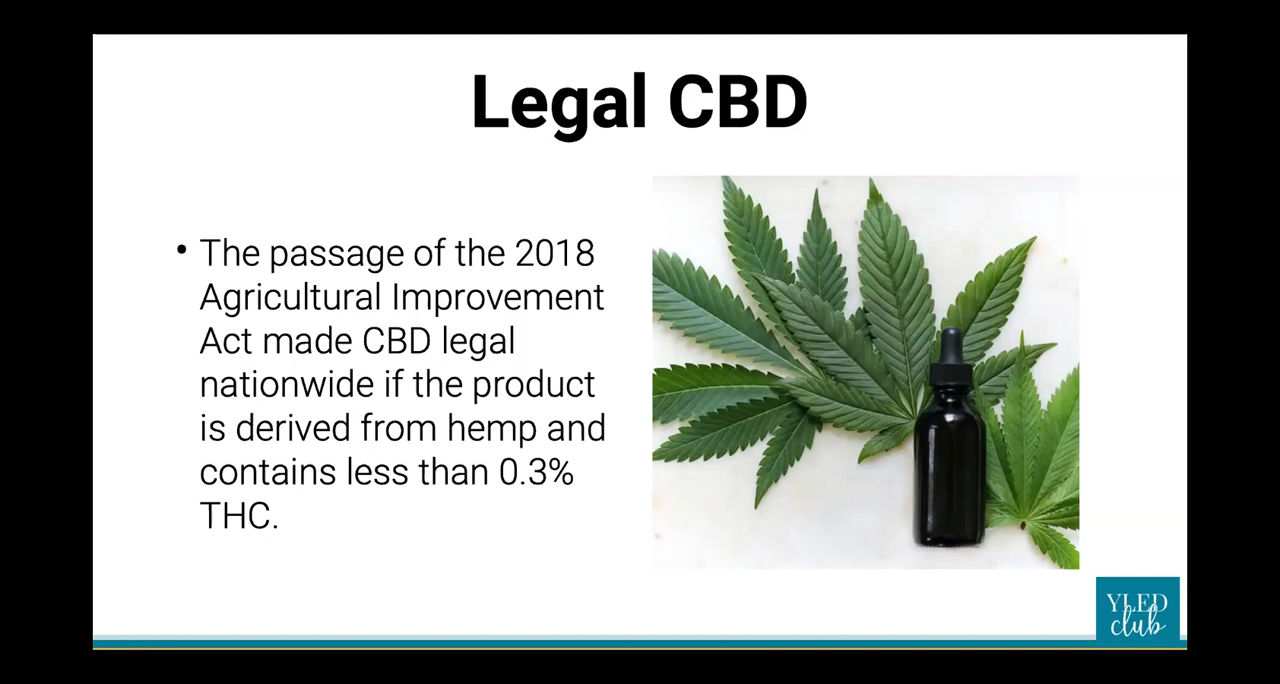 Legal CBD
• The passage of the 2018
Agricultural Improvement
Act made CBD legal
nationwide if the product
is derived from hemp and
contains less than 0.3%
THC.
YLED
club